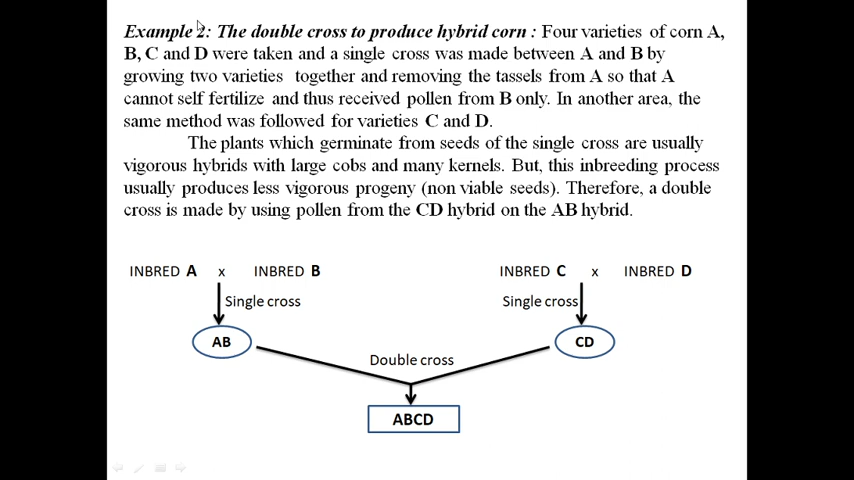 Example 2: The double cross to produce hybrid corn : Four varieties of corn A,
B, C and D were taken and a single cross was made between A and B by
growing two varieties together and removing the tassels from A so that A
cannot self fertilize and thus received pollen from B only. In another area, the
same method was followed for varieties C and D.
The plants which germinate from seeds of the single cross are usually
vigorous hybrids with large cobs and many kernels. But, this inbreeding process
usually produces less vigorous progeny (non viable seeds). Therefore, a double
cross is made by using pollen from the CD hybrid on the AB hybrid.
INBRED A x INBRED B INBRED C x INBRED D
Single cross Single cross
AB CD
Double cross
ABCD